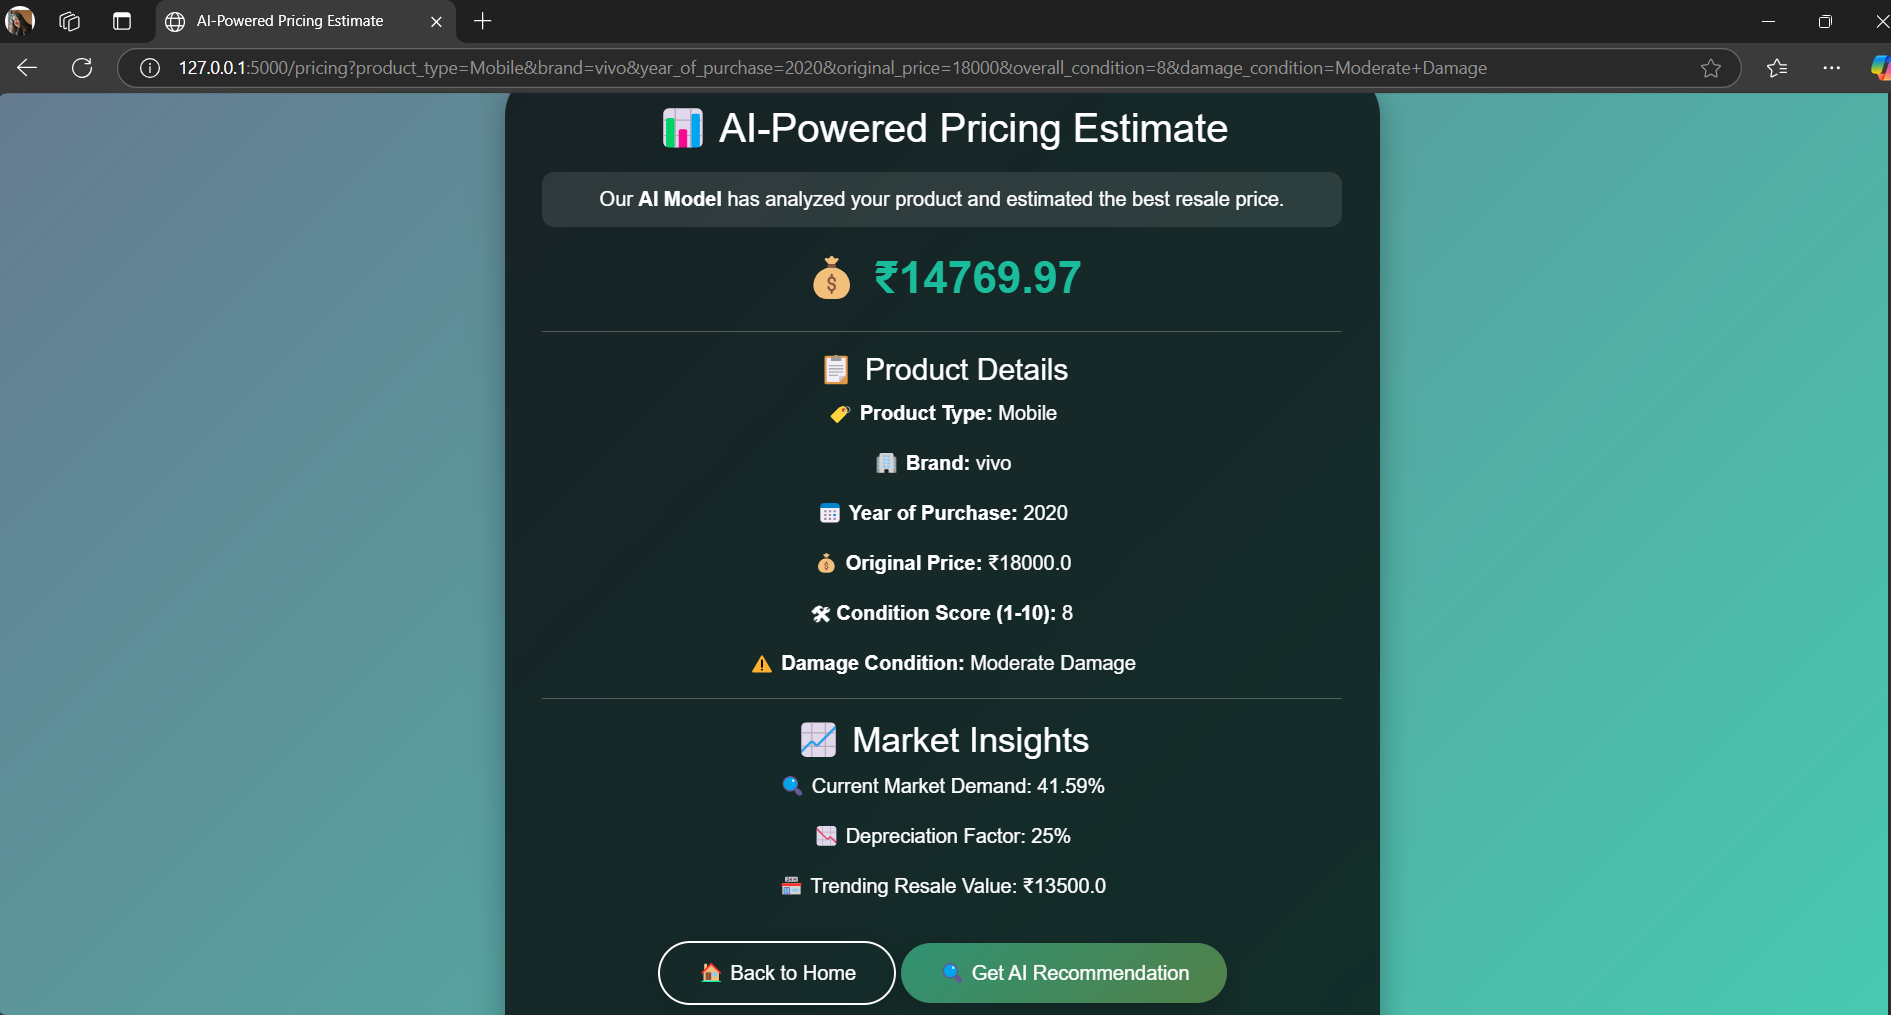 AI-Powered Pricing Estimate
127.0.0.1:5000/pricing?product_type=Mobile&brand=vivo&year_of_purchase=2020&original_price=18000&overall_condition=8&damage_condition=Moderate+Damage
AI-Powered Pricing Estimate
Our AI Model has analyzed your product and estimated the best resale price.
₹14769.97
Product Details
Product Type: Mobile
Brand: vivo
Year of Purchase: 2020
Original Price: ₹18000.0
Condition Score (1-10): 8
Damage Condition: Moderate Damage
Market Insights
Current Market Demand: 41.59%
Depreciation Factor: 25%
Trending Resale Value: ₹13500.0
Back to Home
Get AI Recommendation